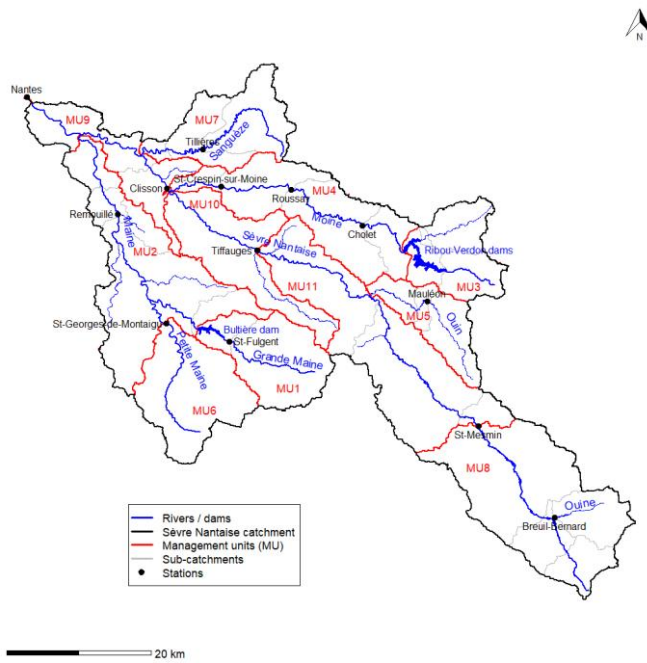 N
Nantes
MU9
MU7
Tillières
Sanguèze
St-Crespin-sur-Moine
Clisson
MU10
MU4
Roussay
Moine
Cholet
Remouillé
Maine
MU2
Sèvre Nantaise
Tiffauges
Ribou-Verdon dams
MU3
MU11
Mauléon
MU5
Ouin
St-Georges-de-Montaigu
Bultière dam
St-Fulgent
Petite Maine
Grande Maine
MU1
MU6
St-Mesmin
MU8
Ouine
Breuil-Bernard
Rivers / dams
Sèvre Nantaise catchment
Management units (MU)
Sub-catchments
Stations
20 km